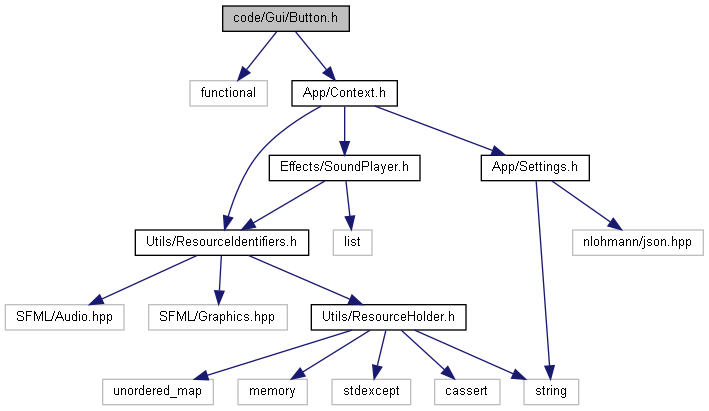 code/Gui/Button.h
functional
App/Context.h
Effects/SoundPlayer.h
App/Settings.h
Utils/ResourceIdentifiers.h
list
nlohmann/json.hpp
SFML/Audio.hpp
SFML/Graphics.hpp
Utils/ResourceHolder.h
unordered_map
memory
stdexcept
cassert
string